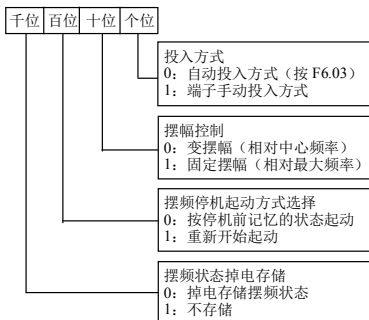 千位 百位 十位 个位
投入方式
0：自动投入方式（按 F6.03）
1：端子手动投入方式
摆幅控制
0：变摆幅（相对中心频率）
1：固定摆幅（相对最大频率）
摆频停机起动方式选择
0：按停机前记忆的状态起动
1：重新开始起动
摆频状态掉电存储
0：掉电存储摆频状态
1：不存储